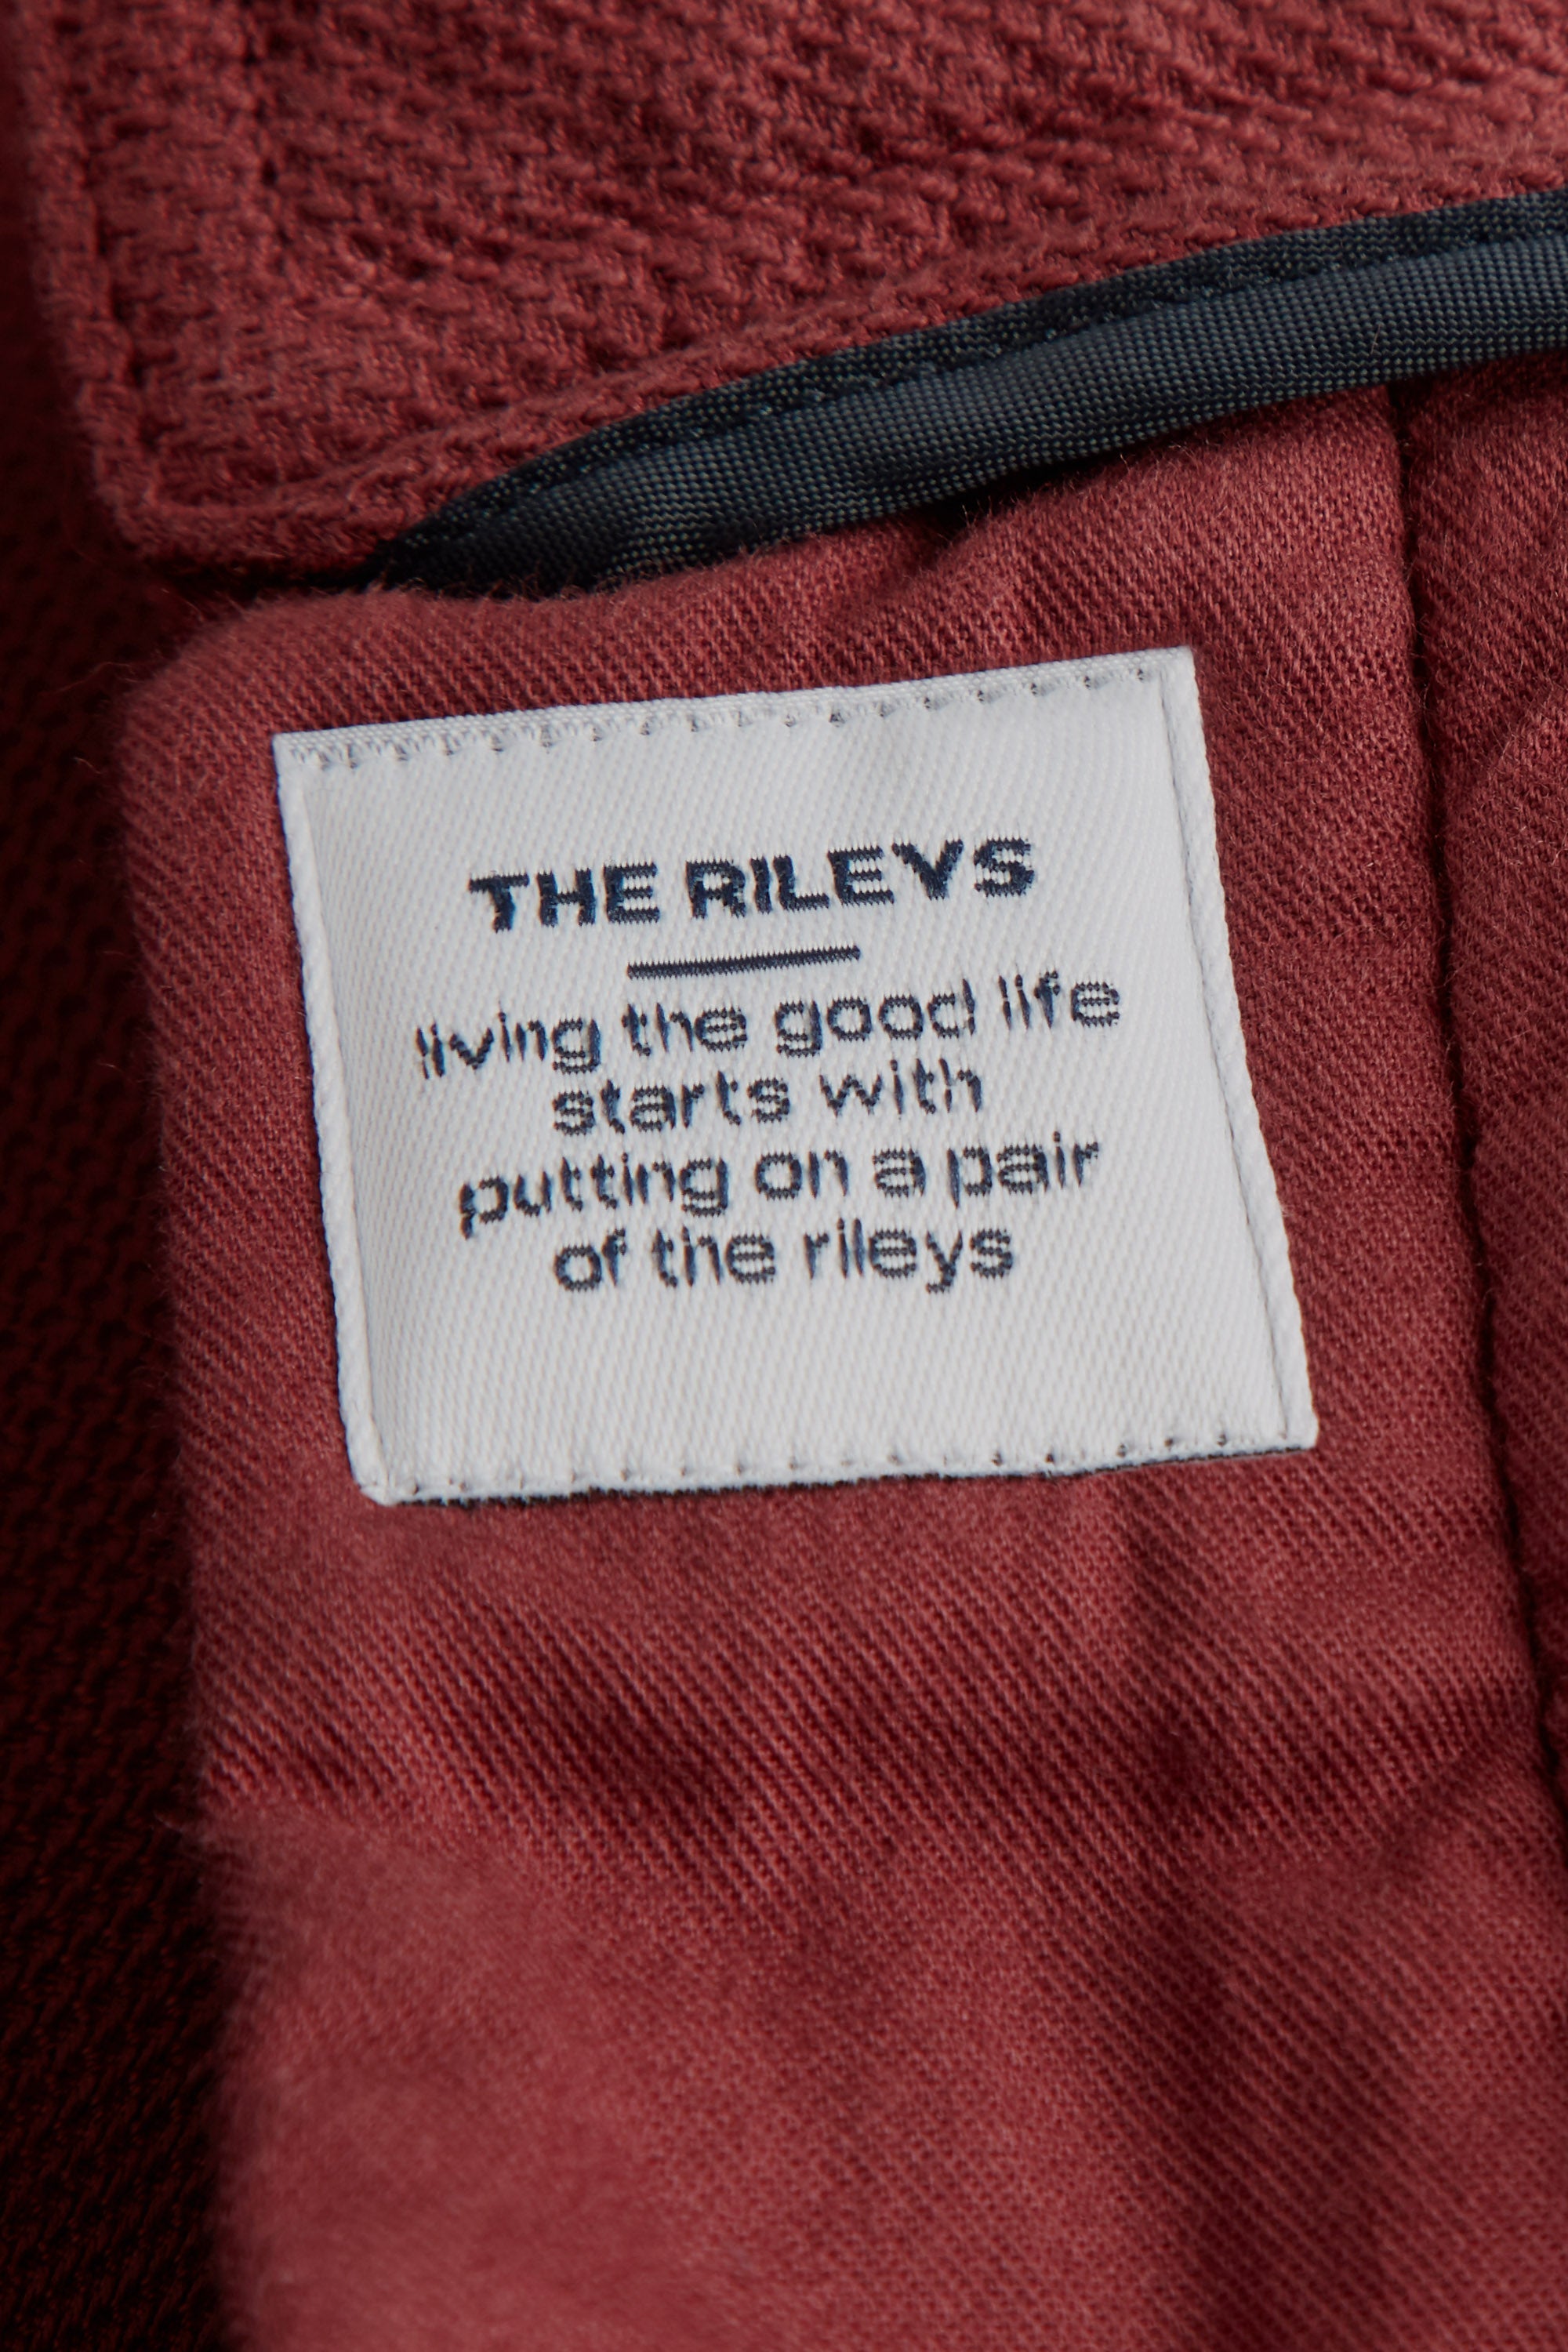 THE RILEYS
living the good life
starts with
putting on a pair
of the rileys